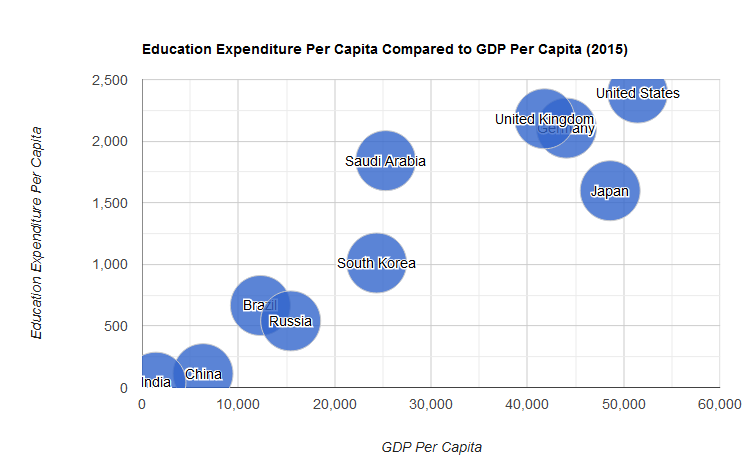 Education Expenditure Per Capita Compared to GDP Per Capita (2015)
2,500
United States
United Kingdom
Germany
2,000
Saudi Arabia
Japan
1,500
South Korea
1,000
Brazil
Russia
500
China
India
0
0 10,000 20,000 30,000 40,000 50,000 60,000
Education Expenditure Per Capita
GDP Per Capita